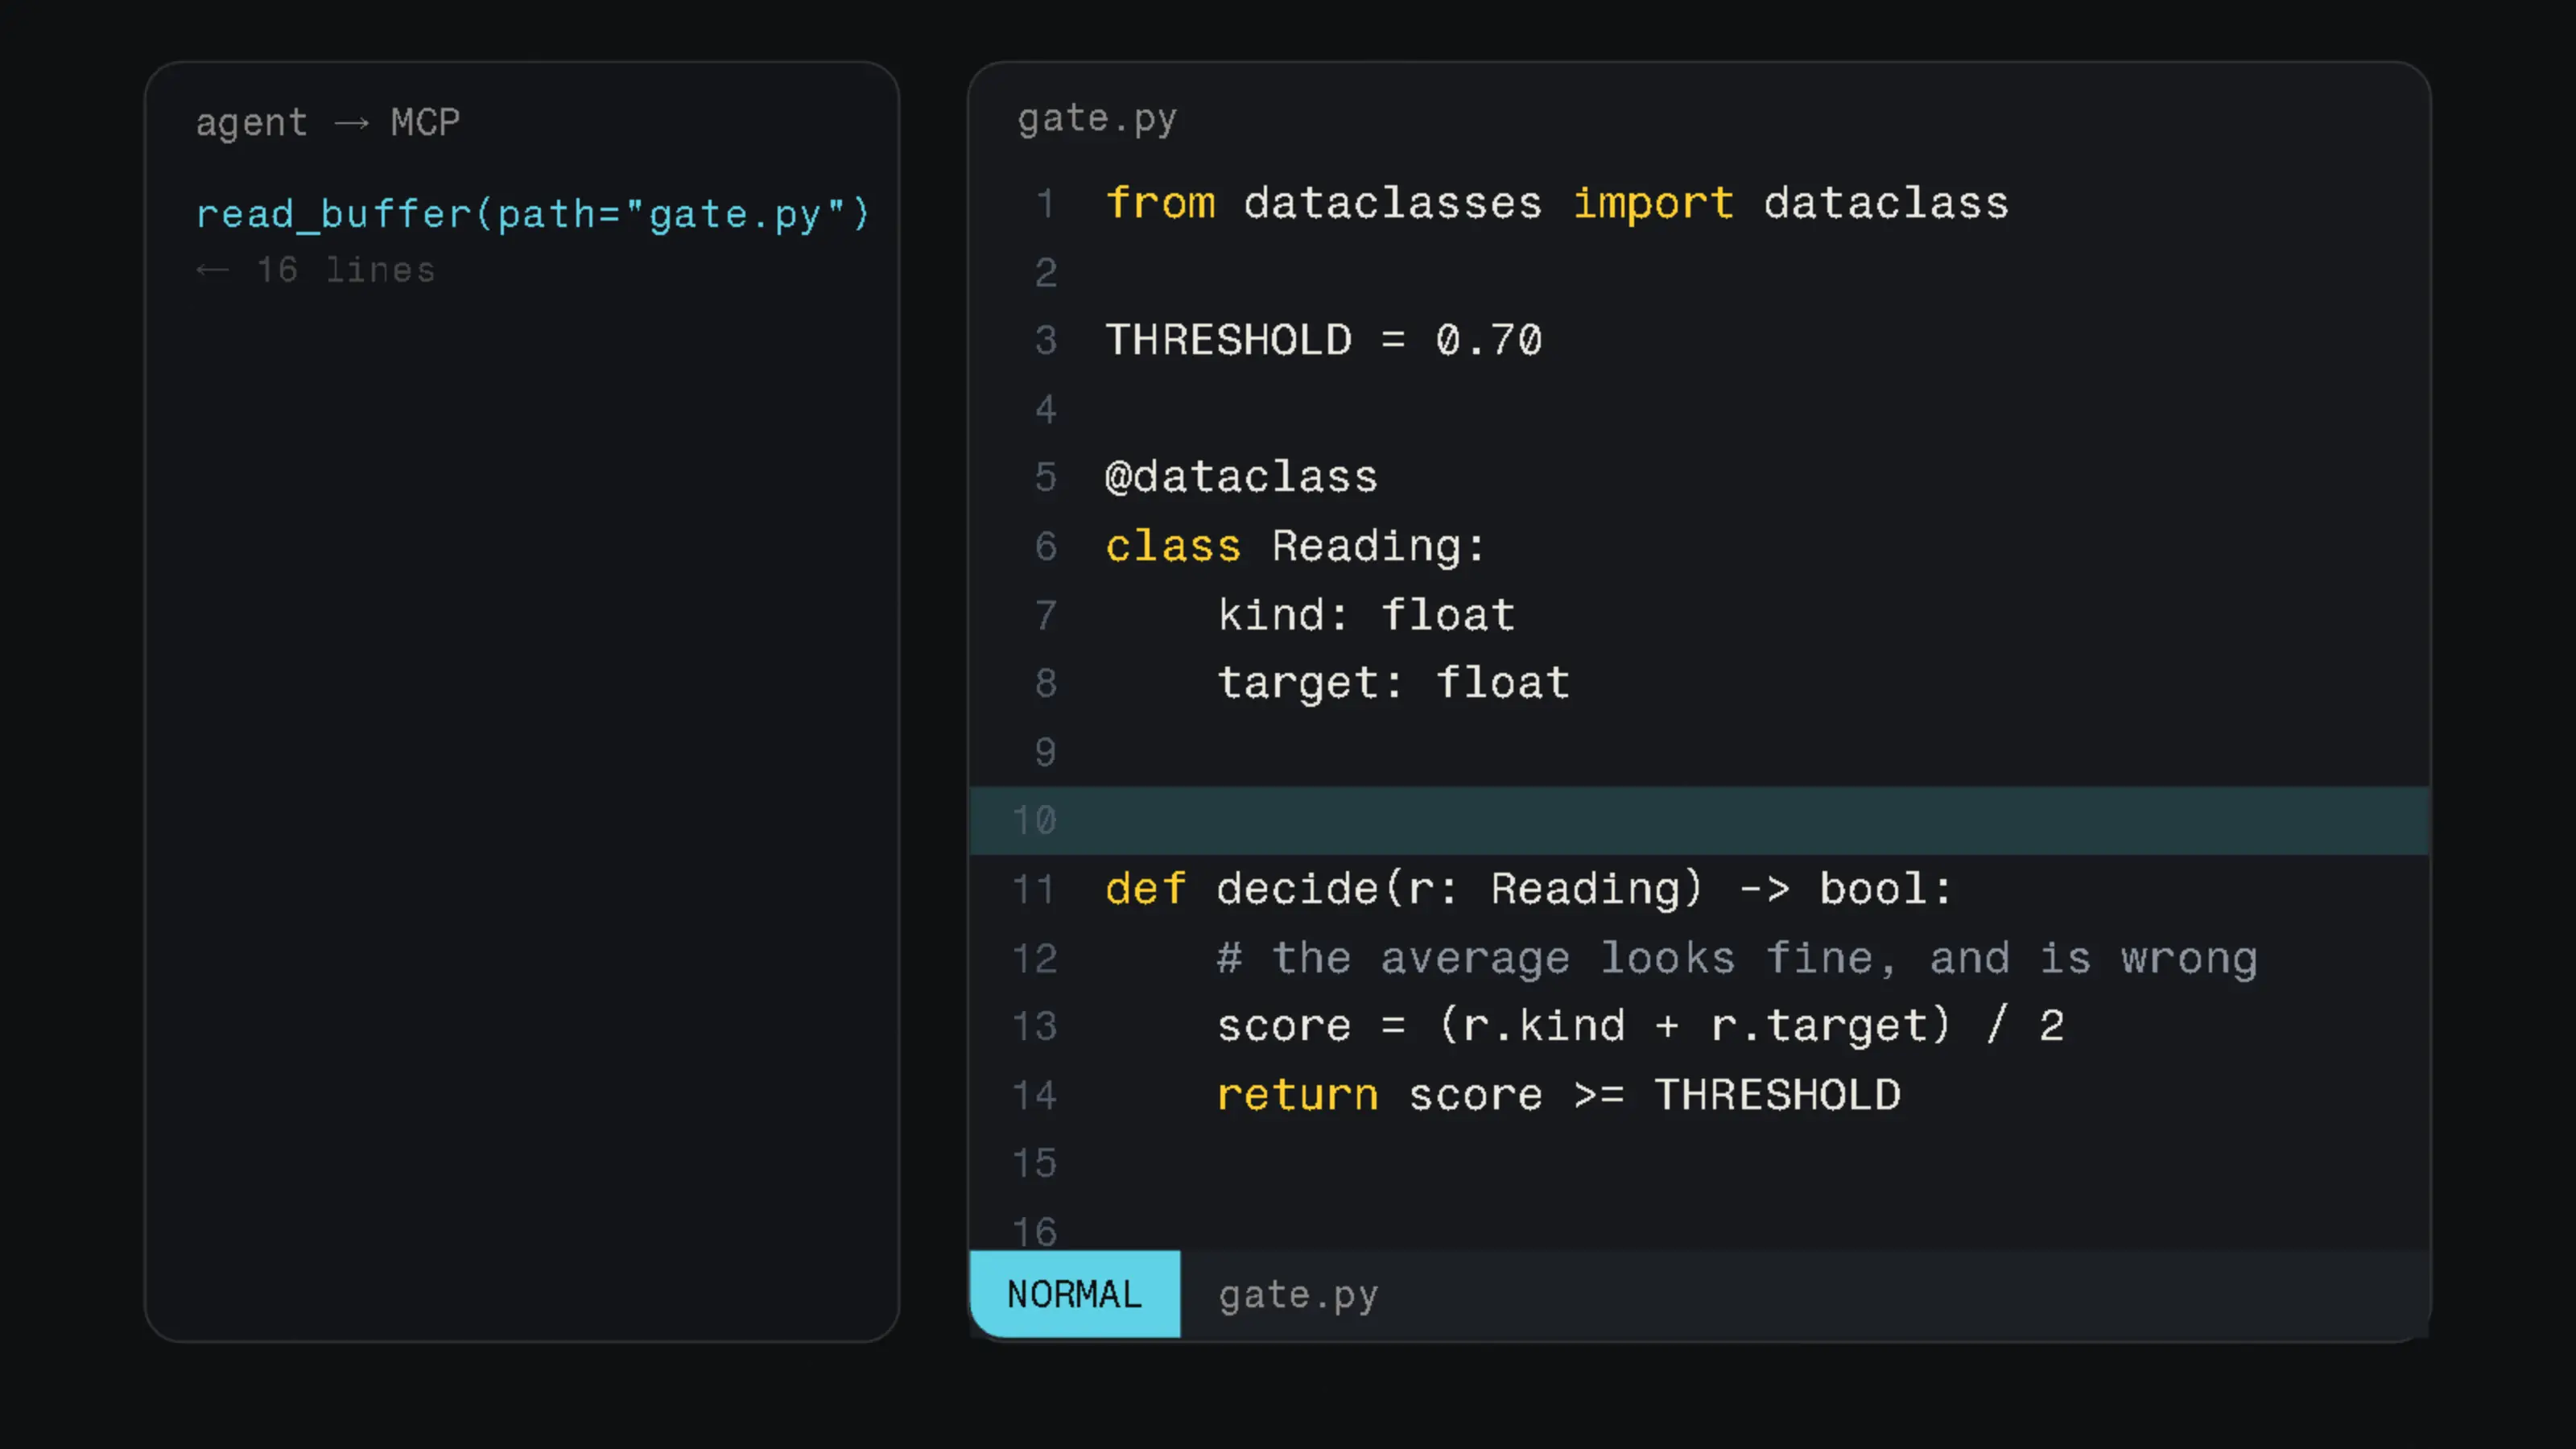 agent → MCP
read_buffer(path="gate.py")
← 16 lines
gate.py
1 from dataclasses import dataclass
2
3 THRESHOLD = 0.70
4
5 @dataclass
6 class Reading:
7     kind: float
8     target: float
9
10
11 def decide(r: Reading) -> bool:
12     # the average looks fine, and is wrong
13     score = (r.kind + r.target) / 2
14     return score >= THRESHOLD
15
16
NORMAL gate.py